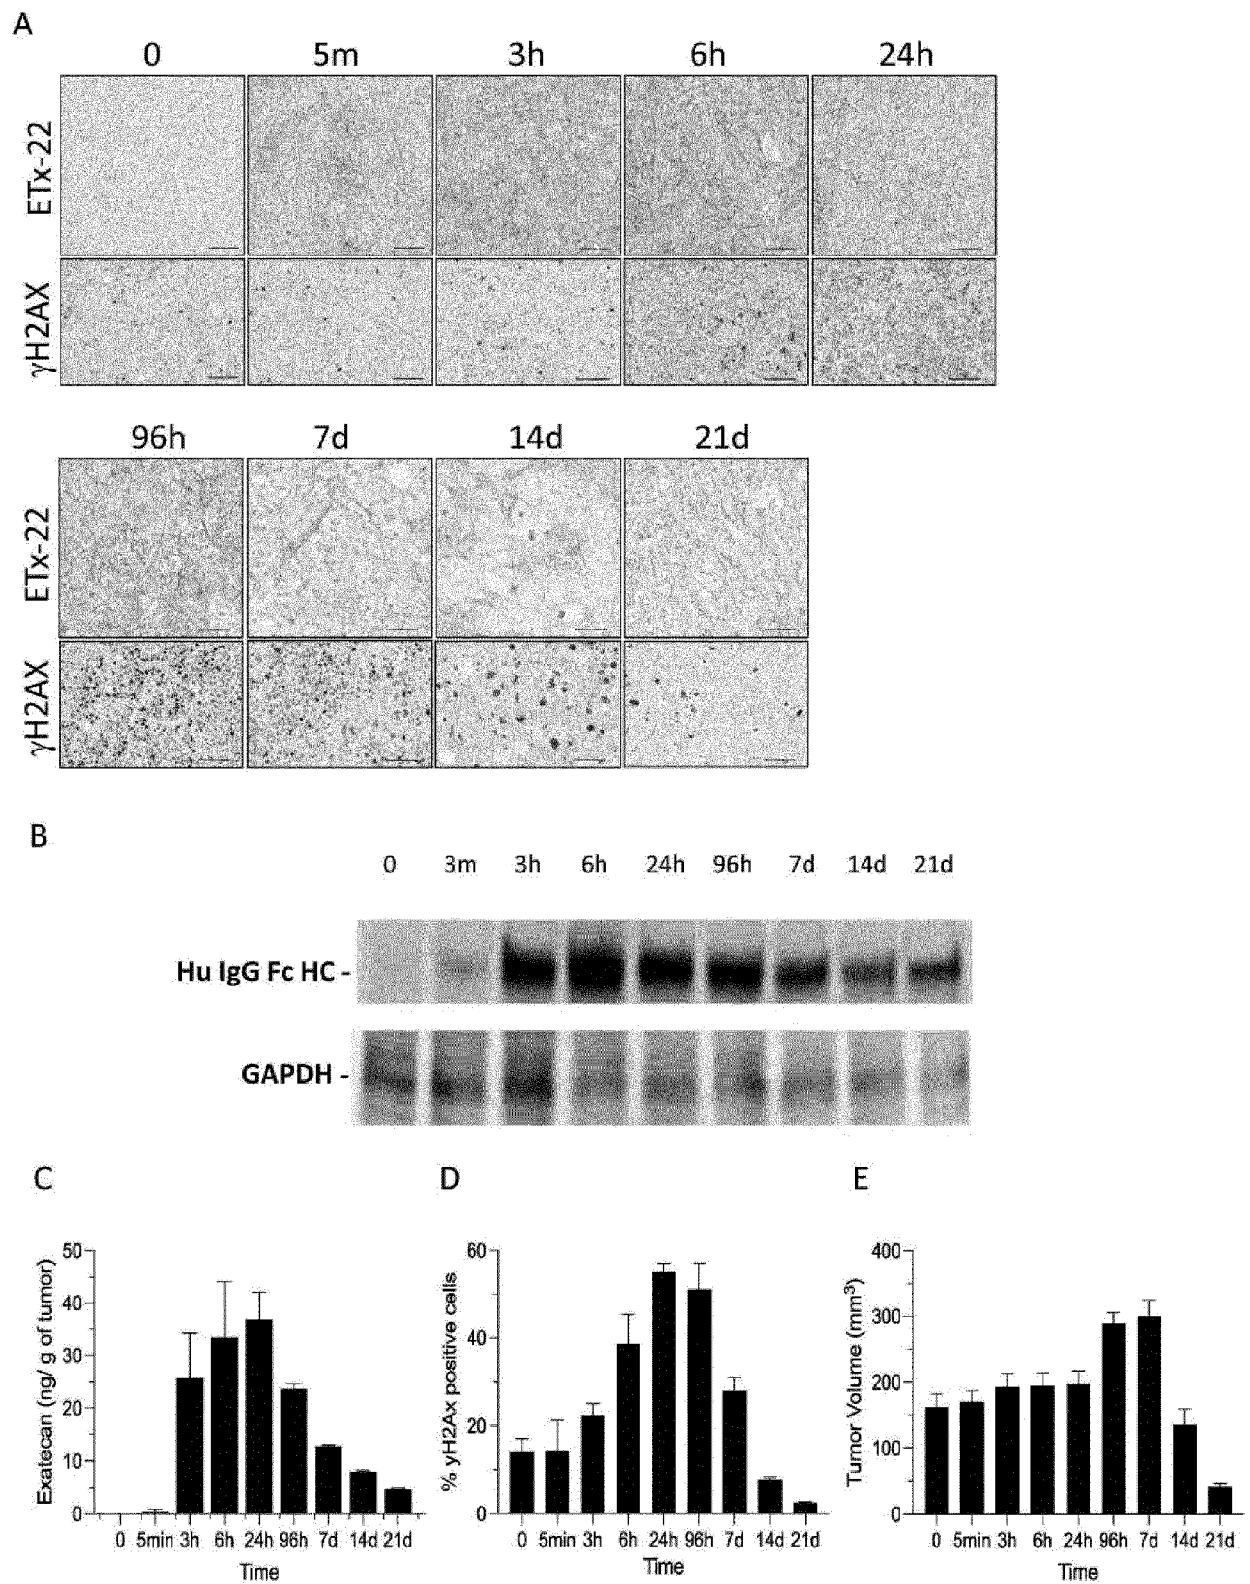 A
0 5m 3h 6h 24h
ETx-22
γH2AX
96h 7d 14d 21d
ETx-22
γH2AX
B
0 3m 3h 6h 24h 96h 7d 14d 21d
Hu IgG Fc HC -
GAPDH -
C
Exatecan (ng/ g of tumor)
50
40
30
20
10
0
0 5min 3h 6h 24h 96h 7d 14d 21d
Time
D
% yH2Ax positive cells
60
40
20
0
0 5min 3h 6h 24h 96h 7d 14d 21d
Time
E
Tumor Volume (mm³)
400
300
200
100
0
0 5min 3h 6h 24h 96h 7d 14d 21d
Time